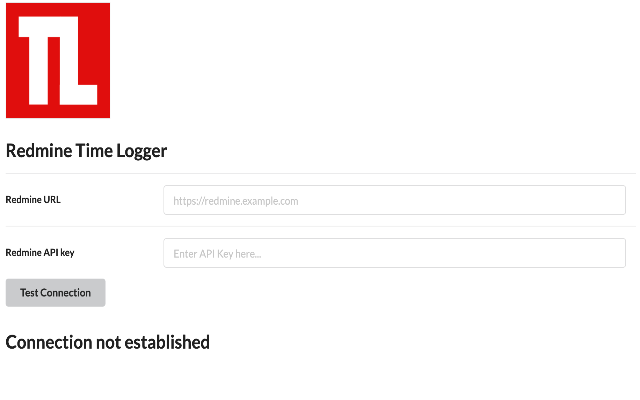 TL
Redmine Time Logger
Redmine URL
https://redmine.example.com
Redmine API key
Enter API Key here...
Test Connection
Connection not established